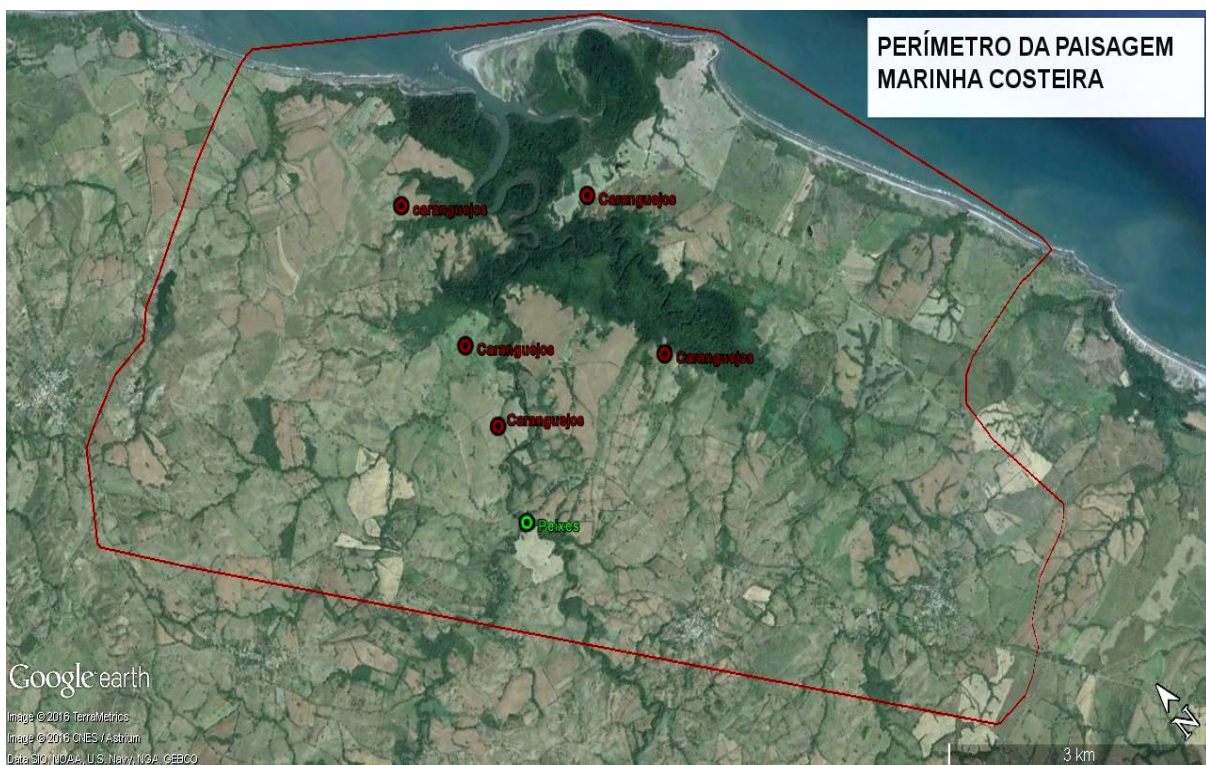 PERÍMETRO DA PAISAGEM
MARINHA COSTEIRA
caranguejos
Caranguejos
Caranguejos
Caranguejos
Caranguejos
Peixes
Google earth
Image © 2016 TerraMetrics
Image © 2016 CNES / Astrium
Data SIO, NOAA, U.S. Navy, NGA, GEBCO
N
3 km